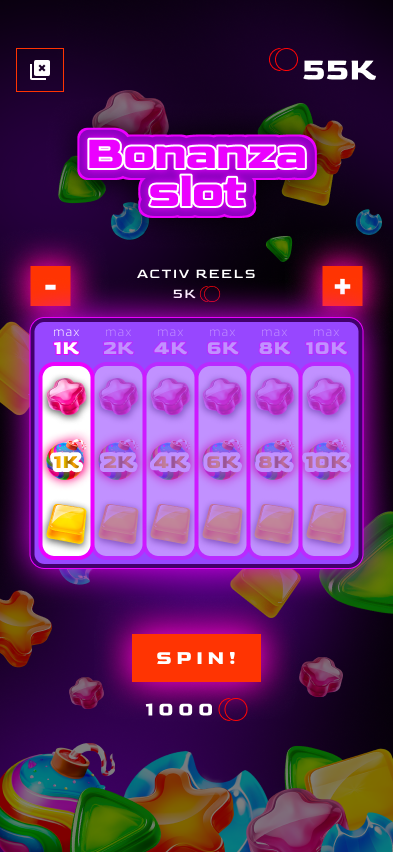 55K
Bonanza
slot
-
ACTIV REELS
+
5K
max max max max max max
1K 2K 4K 6K 8K 10K
1K 2K 4K 6K 8K 10K
SPIN!
1000